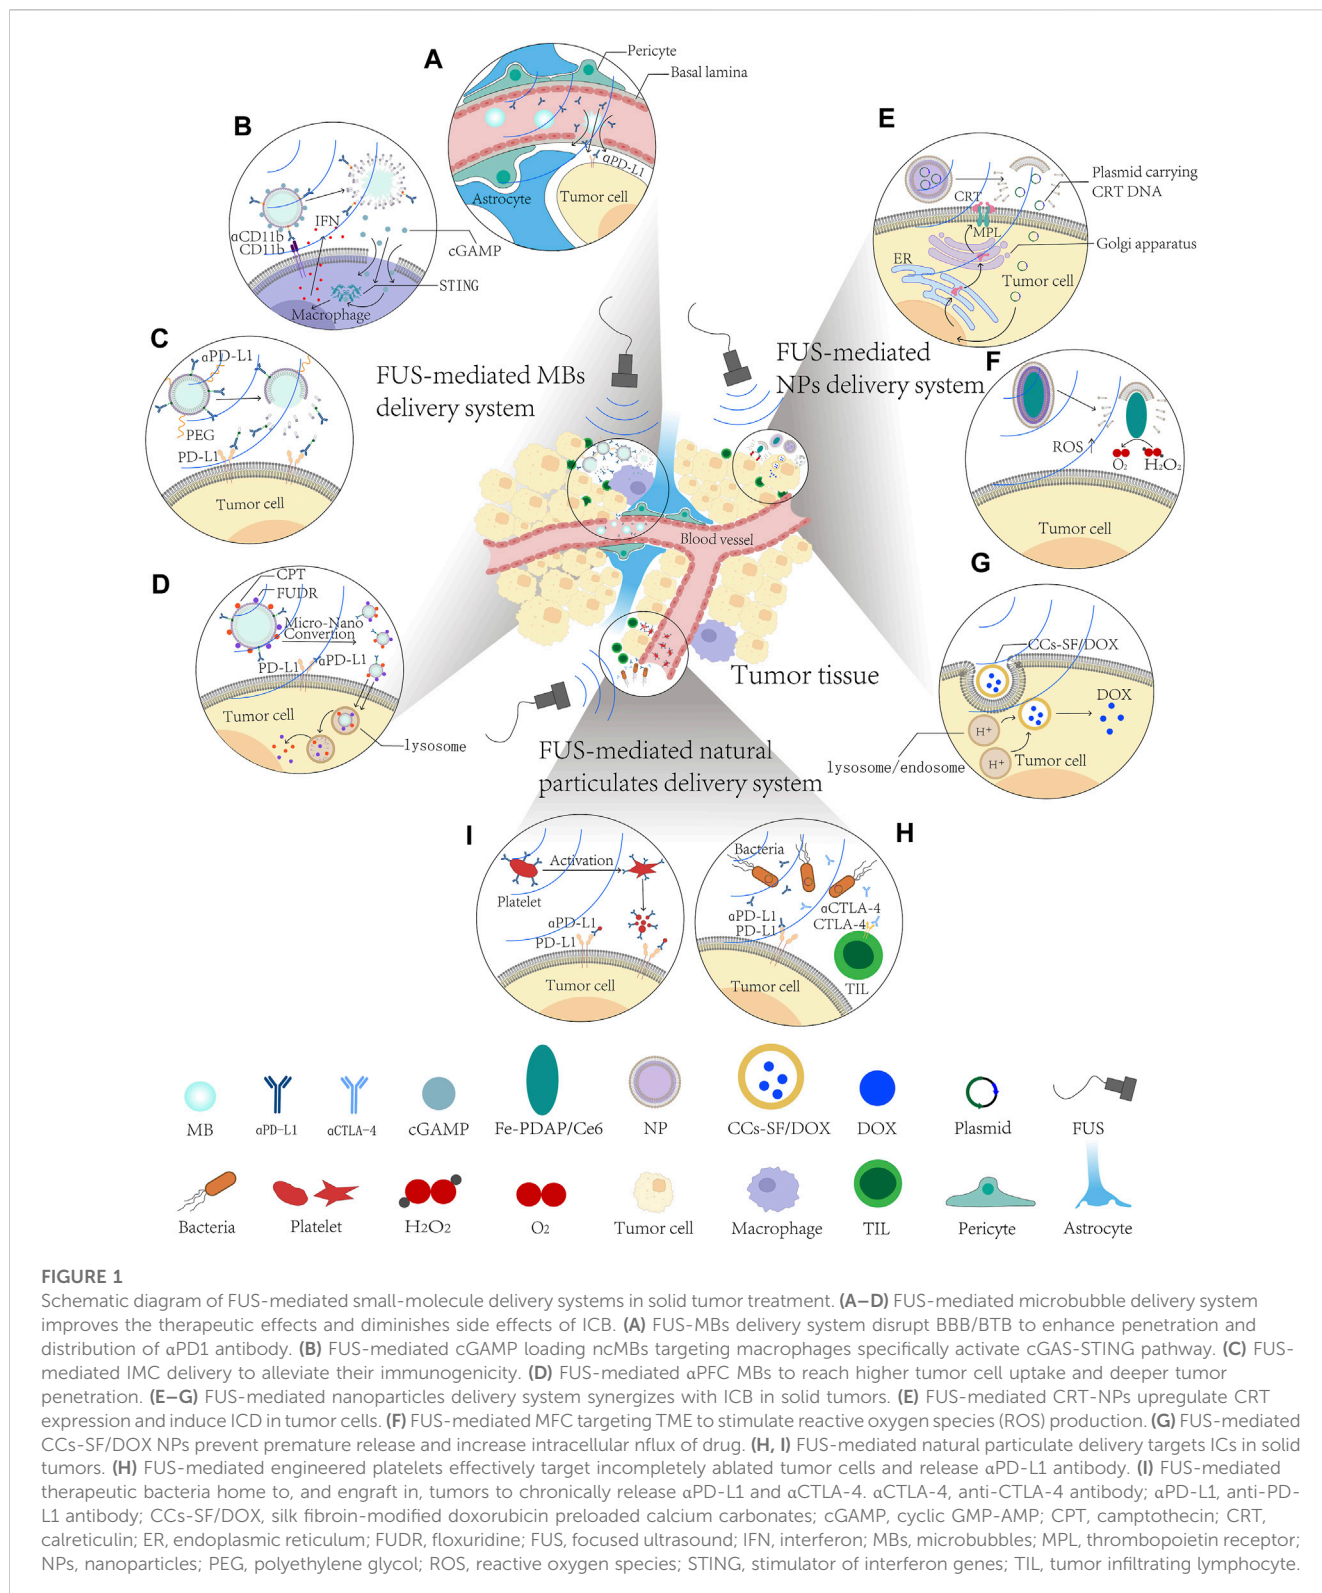 A
Pericyte
Basal lamina
αPD-L1
Astrocyte
Tumor cell
B
IFN
αCD11b
CD11b
cGAMP
STING
Macrophage
C
αPD-L1
PEG
PD-L1
Tumor cell
D
CPT
FUDR
Micro-Nano
Convertion
PD-L1
αPD-L1
Tumor cell
lysosome
E
CRT
Plasmid carrying
CRT DNA
MPL
Golgi apparatus
ER
Tumor cell
F
ROS
O₂
H₂O₂
Tumor cell
G
CCs-SF/DOX
DOX
H⁺
H⁺
lysosome/endosome
Tumor cell
FUS-mediated MBs
delivery system
FUS-mediated
NPs delivery system
Blood vessel
Tumor tissue
FUS-mediated natural
particulates delivery system
I
Activation
Platelet
αPD-L1
PD-L1
Tumor cell
H
Bacteria
αPD-L1
PD-L1
αCTLA-4
CTLA-4
TIL
Tumor cell
MB
αPD-L1
αCTLA-4
cGAMP
Fe-PDAP/Ce6
NP
CCs-SF/DOX
DOX
Plasmid
FUS
Bacteria
Platelet
H2O2
O2
Tumor cell
Macrophage
TIL
Pericyte
Astrocyte
FIGURE 1
Schematic diagram of FUS-mediated small-molecule delivery systems in solid tumor treatment. (A–D) FUS-mediated microbubble delivery system
improves the therapeutic effects and diminishes side effects of ICB. (A) FUS-MBs delivery system disrupt BBB/BTB to enhance penetration and
distribution of αPD1 antibody. (B) FUS-mediated cGAMP loading ncMBs targeting macrophages specifically activate cGAS-STING pathway. (C) FUS-
mediated IMC delivery to alleviate their immunogenicity. (D) FUS-mediated αPFC MBs to reach higher tumor cell uptake and deeper tumor
penetration. (E–G) FUS-mediated nanoparticles delivery system synergizes with ICB in solid tumors. (E) FUS-mediated CRT-NPs upregulate CRT
expression and induce ICD in tumor cells. (F) FUS-mediated MFC targeting TME to stimulate reactive oxygen species (ROS) production. (G) FUS-mediated
CCs-SF/DOX NPs prevent premature release and increase intracellular nflux of drug. (H, I) FUS-mediated natural particulate delivery targets ICs in solid
tumors. (H) FUS-mediated engineered platelets effectively target incompletely ablated tumor cells and release αPD-L1 antibody. (I) FUS-mediated
therapeutic bacteria home to, and engraft in, tumors to chronically release αPD-L1 and αCTLA-4. αCTLA-4, anti-CTLA-4 antibody; αPD-L1, anti-PD-
L1 antibody; CCs-SF/DOX, silk fibroin-modified doxorubicin preloaded calcium carbonates; cGAMP, cyclic GMP-AMP; CPT, camptothecin; CRT,
calreticulin; ER, endoplasmic reticulum; FUDR, floxuridine; FUS, focused ultrasound; IFN, interferon; MBs, microbubbles; MPL, thrombopoietin receptor;
NPs, nanoparticles; PEG, polyethylene glycol; ROS, reactive oxygen species; STING, stimulator of interferon genes; TIL, tumor infiltrating lymphocyte.